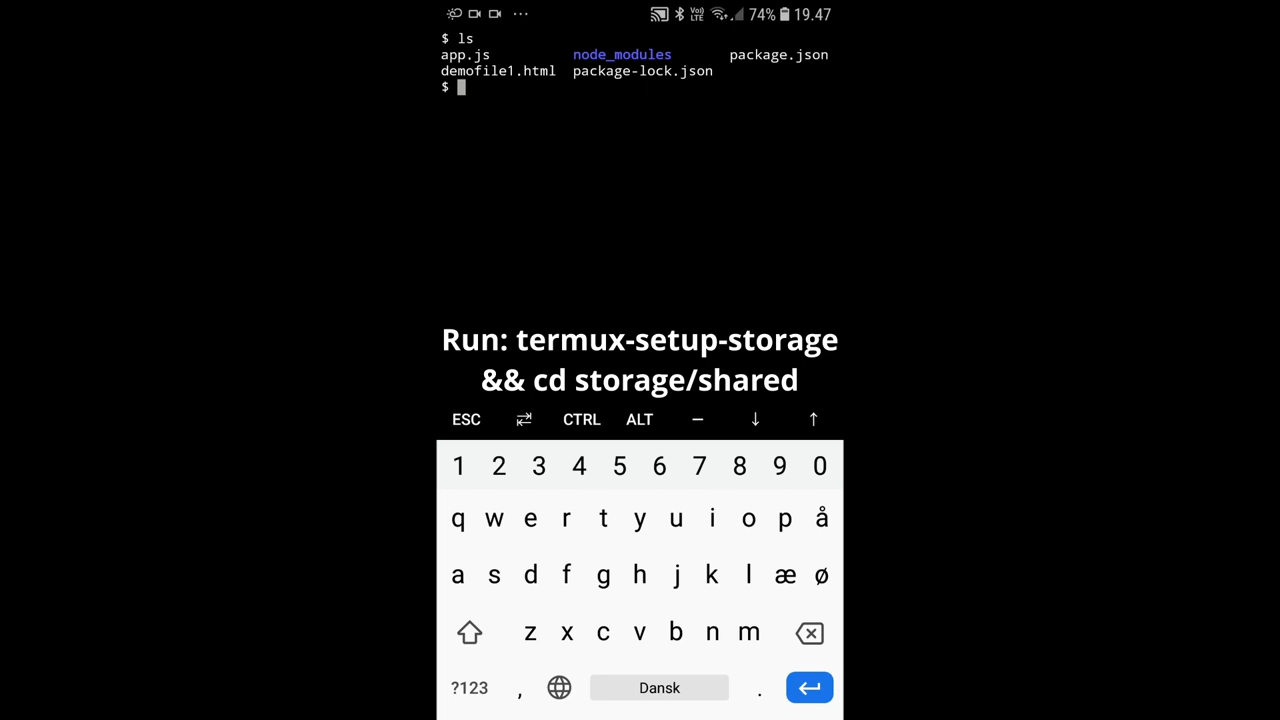 74% 19.47
$ ls
app.js node_modules package.json
demofile1.html package-lock.json
$
Run: termux-setup-storage
&& cd storage/shared
ESC CTRL ALT — ↓ ↑
1 2 3 4 5 6 7 8 9 0
q w e r t y u i o p å
a s d f g h j k l æ ø
z x c v b n m
?123 , Dansk .